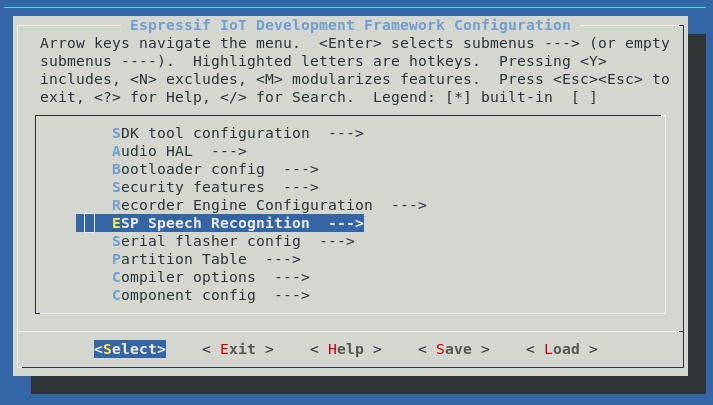 Espressif IoT Development Framework Configuration
Arrow keys navigate the menu.  <Enter> selects submenus ---> (or empty
submenus ----).  Highlighted letters are hotkeys.  Pressing <Y>
includes, <N> excludes, <M> modularizes features.  Press <Esc><Esc> to
exit, <?> for Help, </> for Search.  Legend: [*] built-in  [ ]
SDK tool configuration  --->
Audio HAL  --->
Bootloader config  --->
Security features  --->
Recorder Engine Configuration  --->
ESP Speech Recognition  --->
Serial flasher config  --->
Partition Table  --->
Compiler options  --->
Component config  --->
<Select>    < Exit >    < Help >    < Save >    < Load >